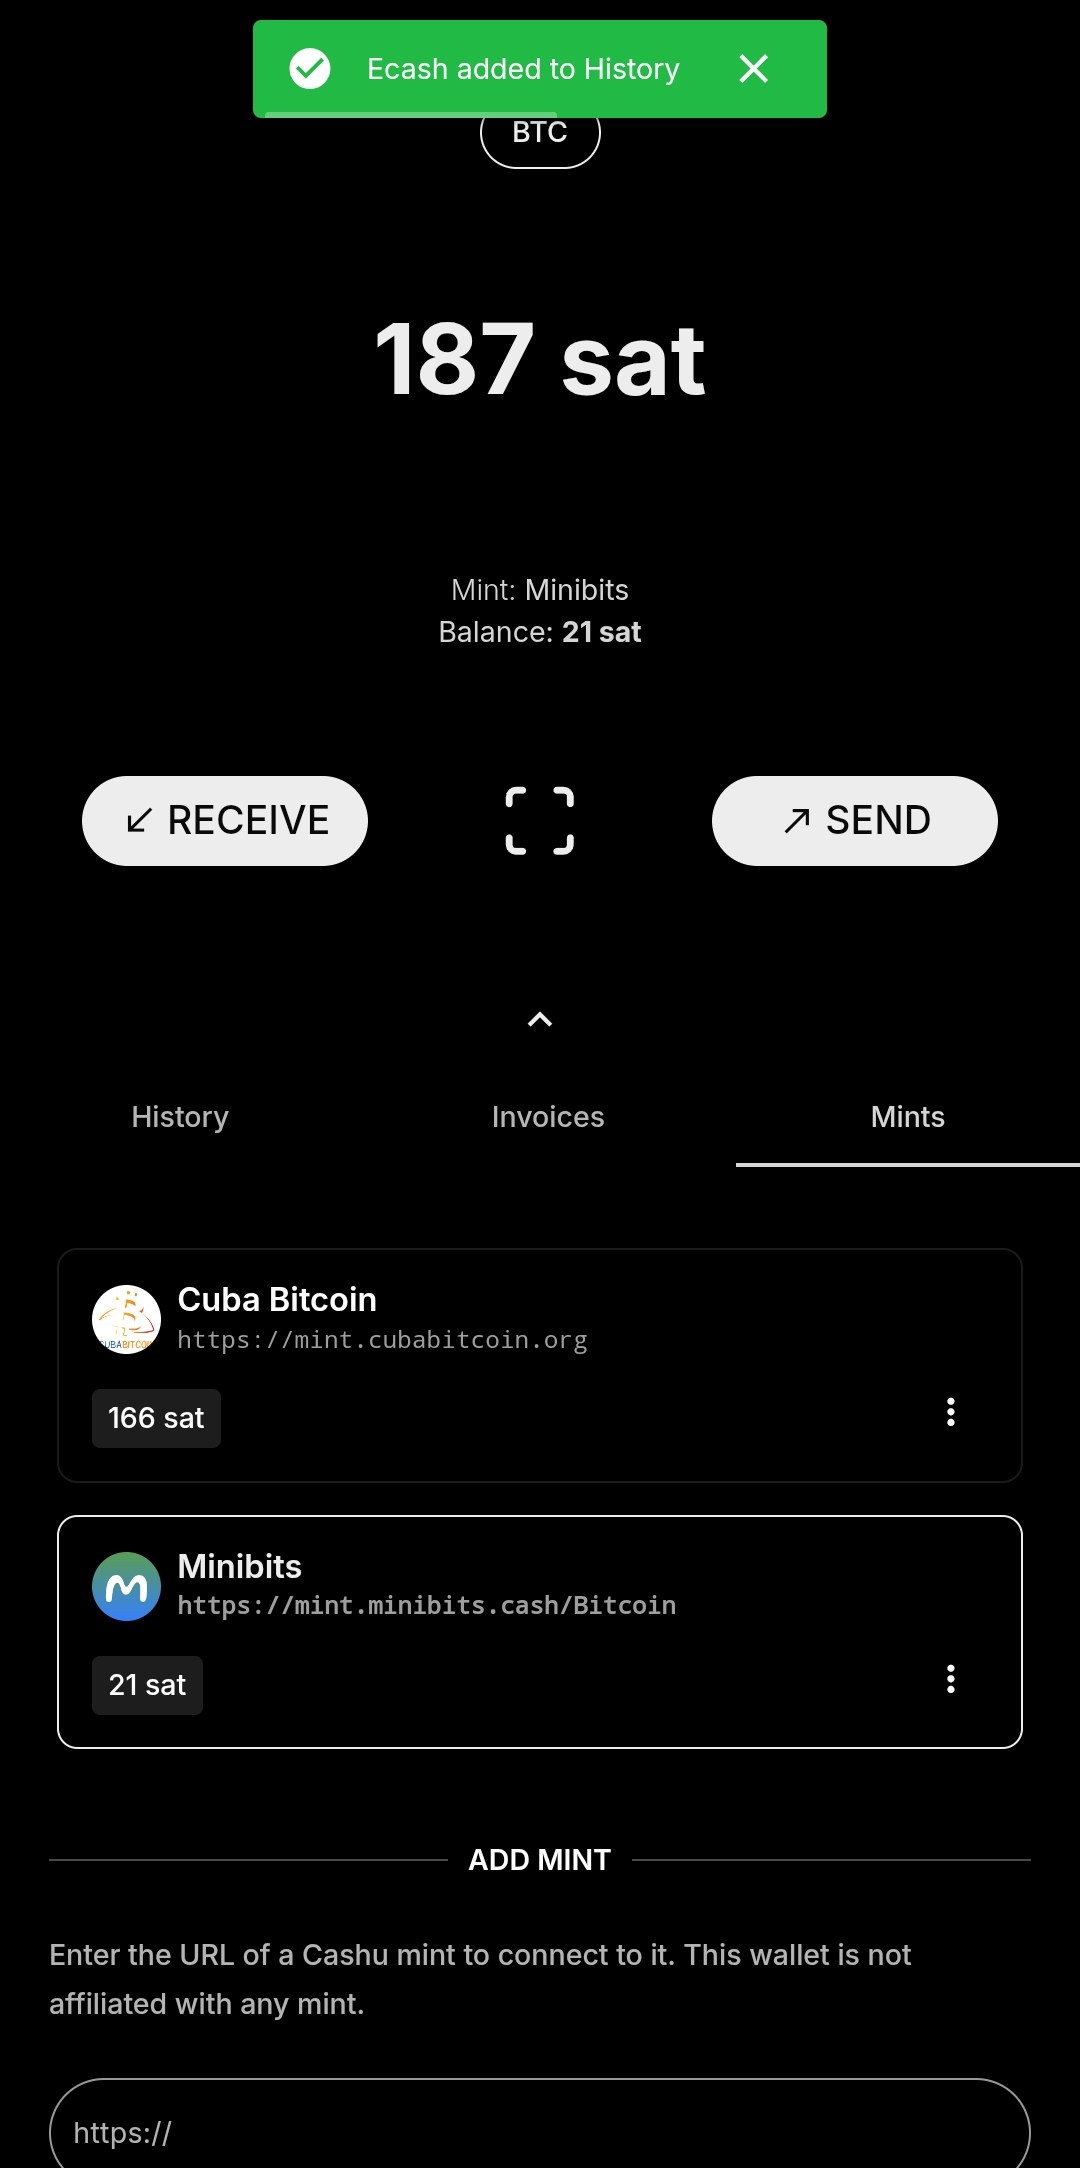 Ecash added to History
BTC
187 sat
Mint: Minibits
Balance: 21 sat
RECEIVE
SEND
History
Invoices
Mints
Cuba Bitcoin
https://mint.cubabitcoin.org
CUBABITCOIN
166 sat
Minibits
https://mint.minibits.cash/Bitcoin
21 sat
ADD MINT
Enter the URL of a Cashu mint to connect to it. This wallet is not
affiliated with any mint.
https://